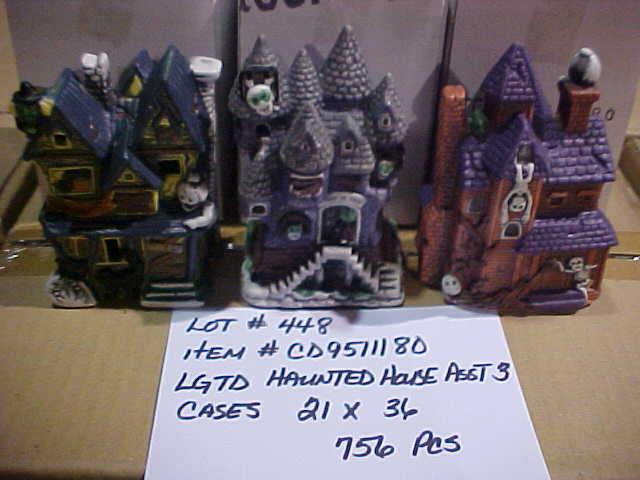 LOT # 448
ITEM # CD9511180
LGTD HAUNTED HOUSE ASST 3
CASES 21 X 36
756 PCS